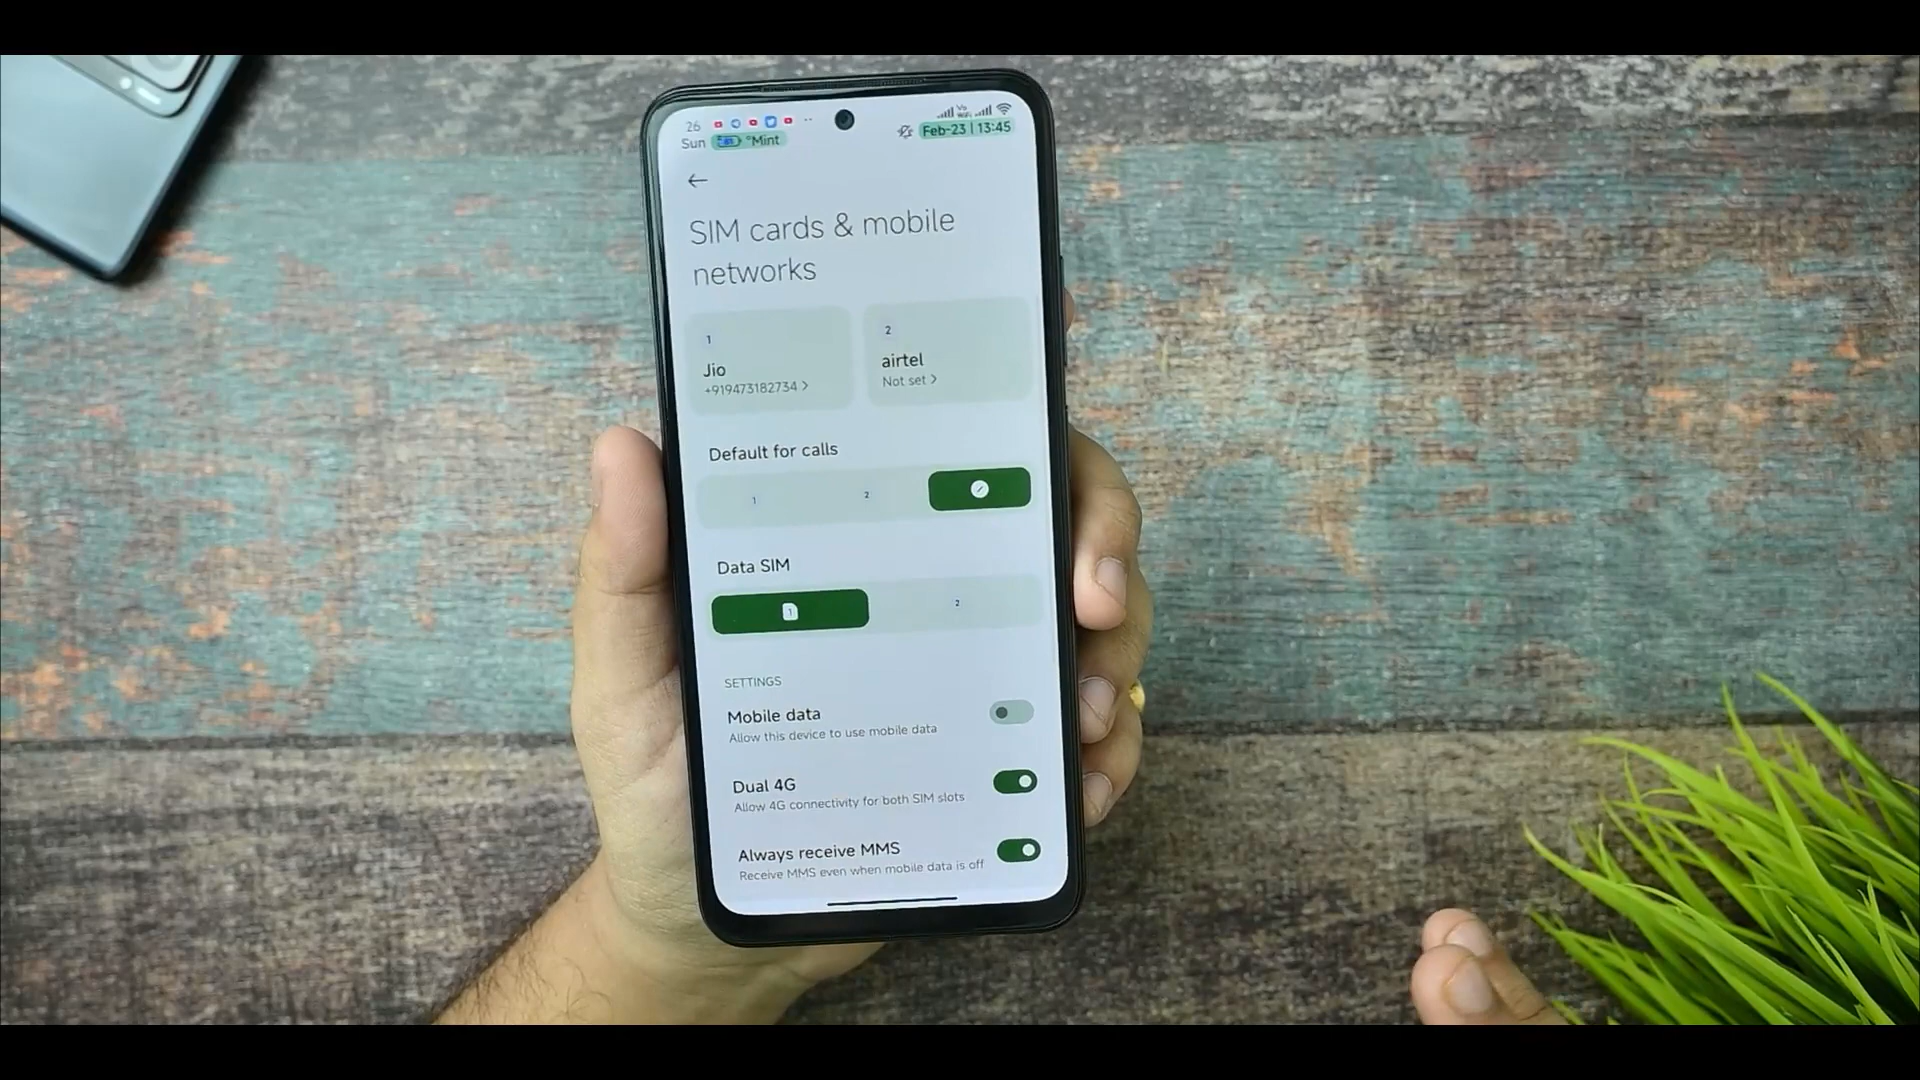 26
Sun
°Mint
Vo
WiFi
Feb-23 | 13:45
SIM cards & mobile
networks
1
Jio
+919473182734 >
2
airtel
Not set >
Default for calls
1
2
Data SIM
1
2
SETTINGS
Mobile data
Allow this device to use mobile data
Dual 4G
Allow 4G connectivity for both SIM slots
Always receive MMS
Receive MMS even when mobile data is off